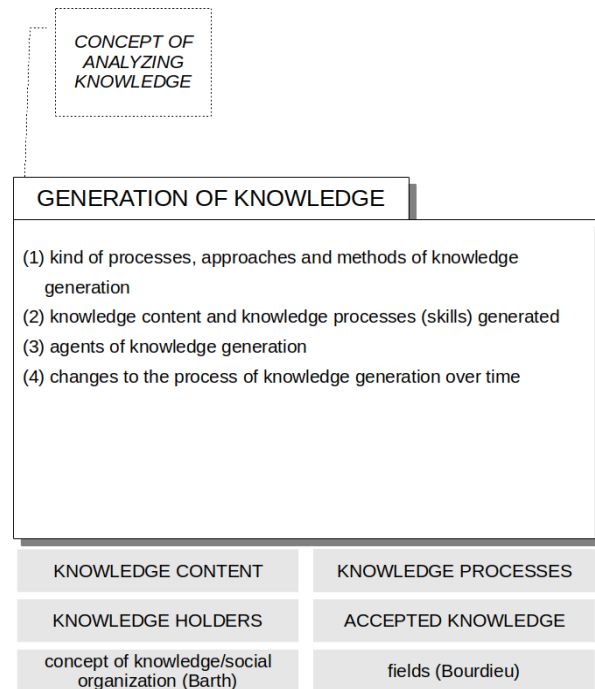 CONCEPT OF
ANALYZING
KNOWLEDGE
GENERATION OF KNOWLEDGE
(1) kind of processes, approaches and methods of knowledge
generation
(2) knowledge content and knowledge processes (skills) generated
(3) agents of knowledge generation
(4) changes to the process of knowledge generation over time
KNOWLEDGE CONTENT
KNOWLEDGE PROCESSES
KNOWLEDGE HOLDERS
ACCEPTED KNOWLEDGE
concept of knowledge/social
organization (Barth)
fields (Bourdieu)